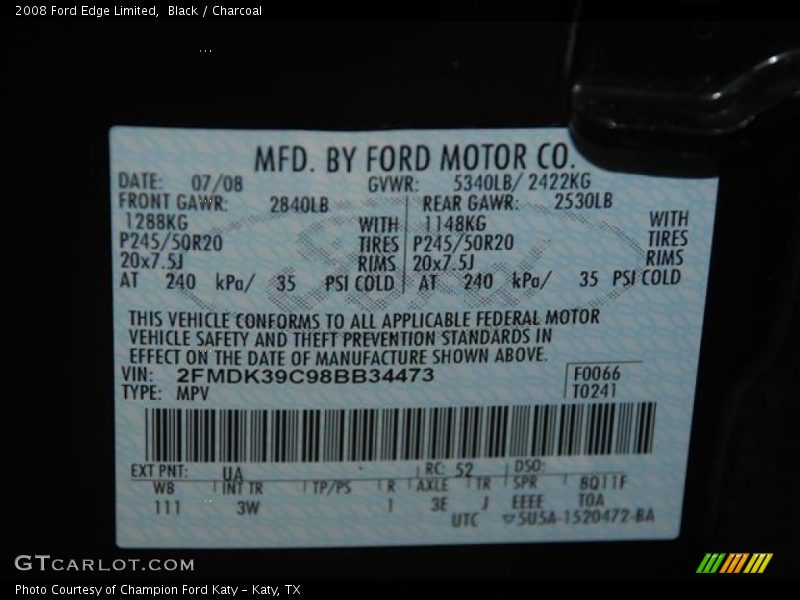 2008 Ford Edge Limited,  Black / Charcoal
MFD. BY FORD MOTOR CO.
DATE: 07/08 GVWR: 5340LB/ 2422KG
FRONT GAWR: 2840LB REAR GAWR: 2530LB
1288KG WITH 1148KG WITH
P245/50R20 TIRES P245/50R20 TIRES
20x7.5J RIMS 20x7.5J RIMS
AT 240 kPa/ 35 PSI COLD AT 240 kPa/ 35 PSI COLD
THIS VEHICLE CONFORMS TO ALL APPLICABLE FEDERAL MOTOR
VEHICLE SAFETY AND THEFT PREVENTION STANDARDS IN
EFFECT ON THE DATE OF MANUFACTURE SHOWN ABOVE.
VIN: 2FMDK39C98BB34473 F0066
TYPE: MPV T0241
EXT PNT: UA RC: 52 DSO:
WB INT TR TP/PS R AXLE TR SPR 8Q11F
111 3W 1 3E J EEEE TOA
UTC 5U5A-1520472-BA
GTCARLOT.COM
Photo Courtesy of Champion Ford Katy - Katy, TX